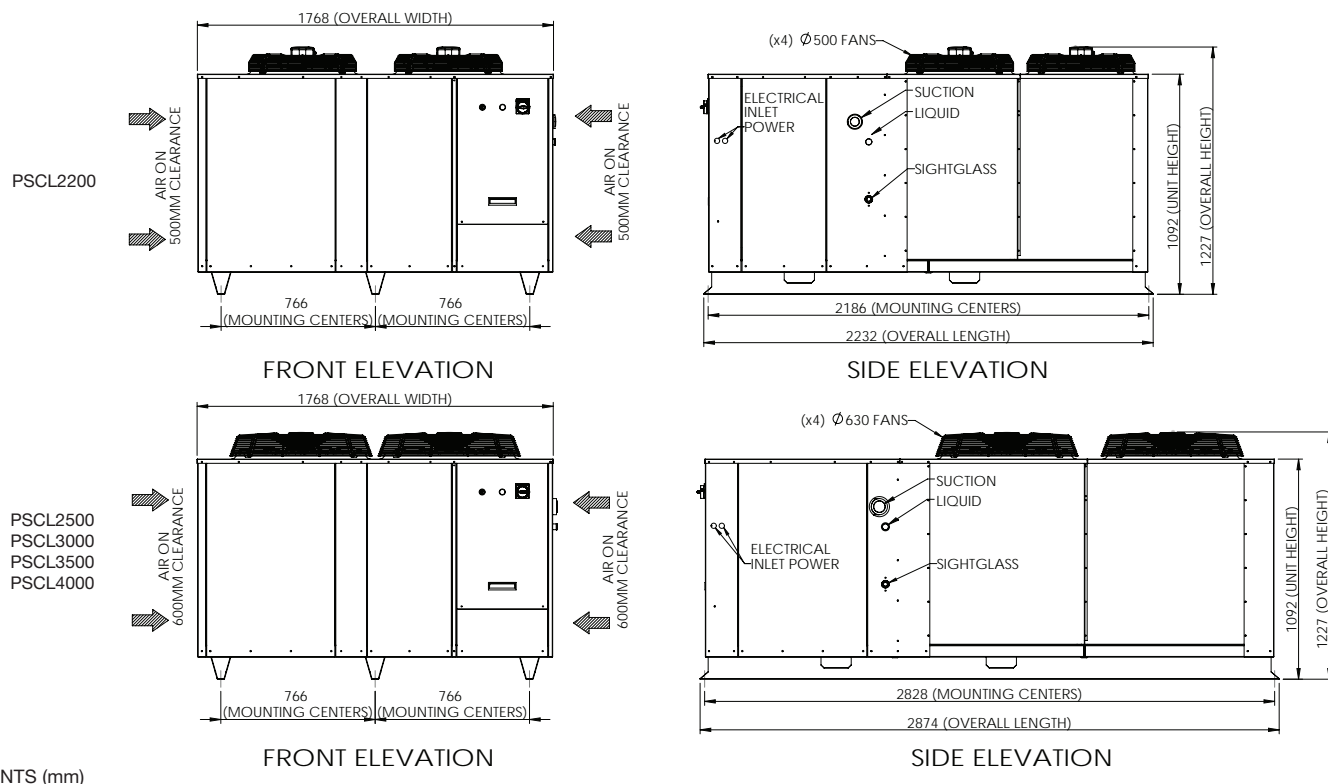 1768 (OVERALL WIDTH)
PSCL2200
AIR ON
500MM CLEARANCE
AIR ON
500MM CLEARANCE
766
(MOUNTING CENTERS)
766
(MOUNTING CENTERS)
FRONT ELEVATION
(x4) Ø500 FANS
ELECTRICAL
INLET
POWER
SUCTION
LIQUID
SIGHTGLASS
1092 (UNIT HEIGHT)
1227 (OVERALL HEIGHT)
2186 (MOUNTING CENTERS)
2232 (OVERALL LENGTH)
SIDE ELEVATION
1768 (OVERALL WIDTH)
PSCL2500
PSCL3000
PSCL3500
PSCL4000
AIR ON
600MM CLEARANCE
AIR ON
600MM CLEARANCE
766
(MOUNTING CENTERS)
766
(MOUNTING CENTERS)
FRONT ELEVATION
(x4) Ø630 FANS
SUCTION
LIQUID
ELECTRICAL
INLET POWER
SIGHTGLASS
1092 (UNIT HEIGHT)
1227 (OVERALL HEIGHT)
2828 (MOUNTING CENTERS)
2874 (OVERALL LENGTH)
SIDE ELEVATION
NTS (mm)